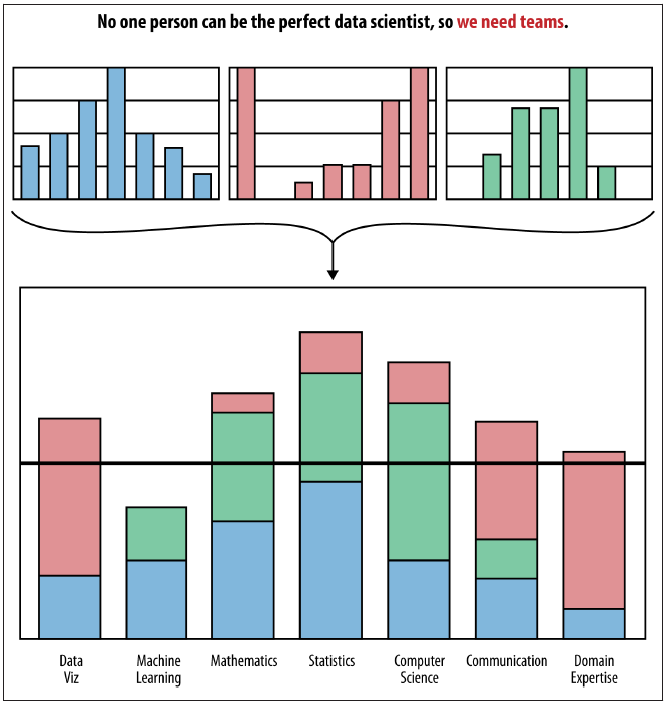 No one person can be the perfect data scientist, so we need teams.
Data
Viz
Machine
Learning
Mathematics
Statistics
Computer
Science
Communication
Domain
Expertise